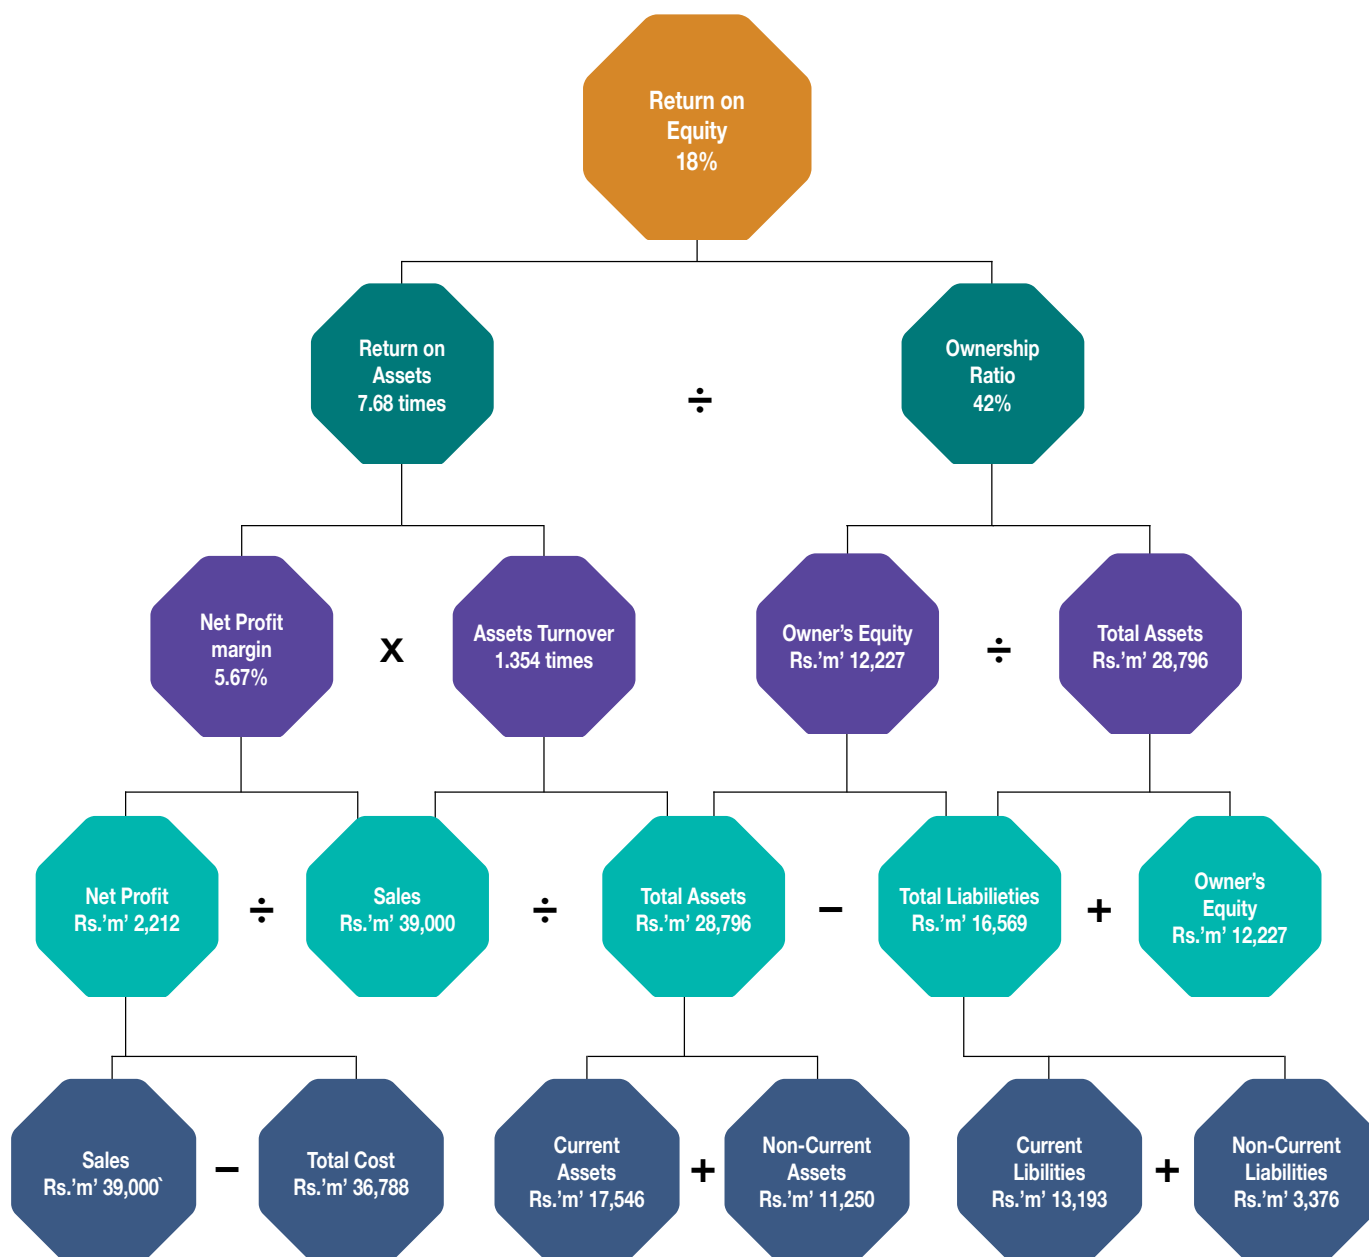 Return on
Equity
18%
Return on
Assets
7.68 times
÷
Ownership
Ratio
42%
Net Profit
margin
5.67%
x
Assets Turnover
1.354 times
Owner’s Equity
Rs.’m’ 12,227
÷
Total Assets
Rs.’m’ 28,796
Net Profit
Rs.’m’ 2,212
÷
Sales
Rs.’m’ 39,000
÷
Total Assets
Rs.’m’ 28,796
−
Total Liabilieties
Rs.’m’ 16,569
+
Owner’s
Equity
Rs.’m’ 12,227
Sales
Rs.’m’ 39,000`
−
Total Cost
Rs.’m’ 36,788
Current
Assets
Rs.’m’ 17,546
+
Non-Current
Assets
Rs.’m’ 11,250
Current
Libilities
Rs.’m’ 13,193
+
Non-Current
Liabilities
Rs.’m’ 3,376